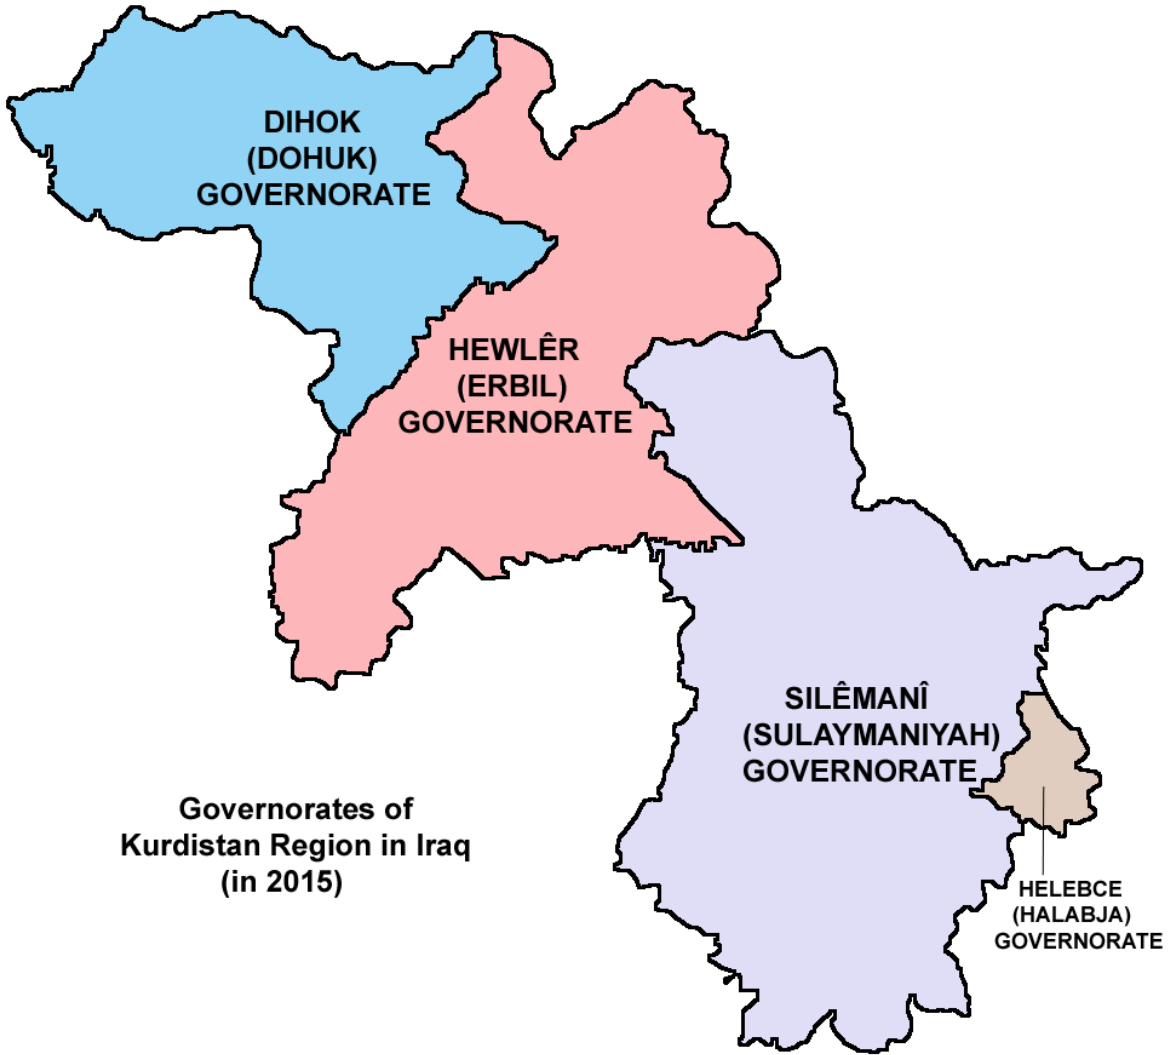 DIHOK
(DOHUK)
GOVERNORATE
HEWLÊR
(ERBIL)
GOVERNORATE
SILÊMANÎ
(SULAYMANIYAH)
GOVERNORATE
Governorates of
Kurdistan Region in Iraq
(in 2015)
HELEBCE
(HALABJA)
GOVERNORATE